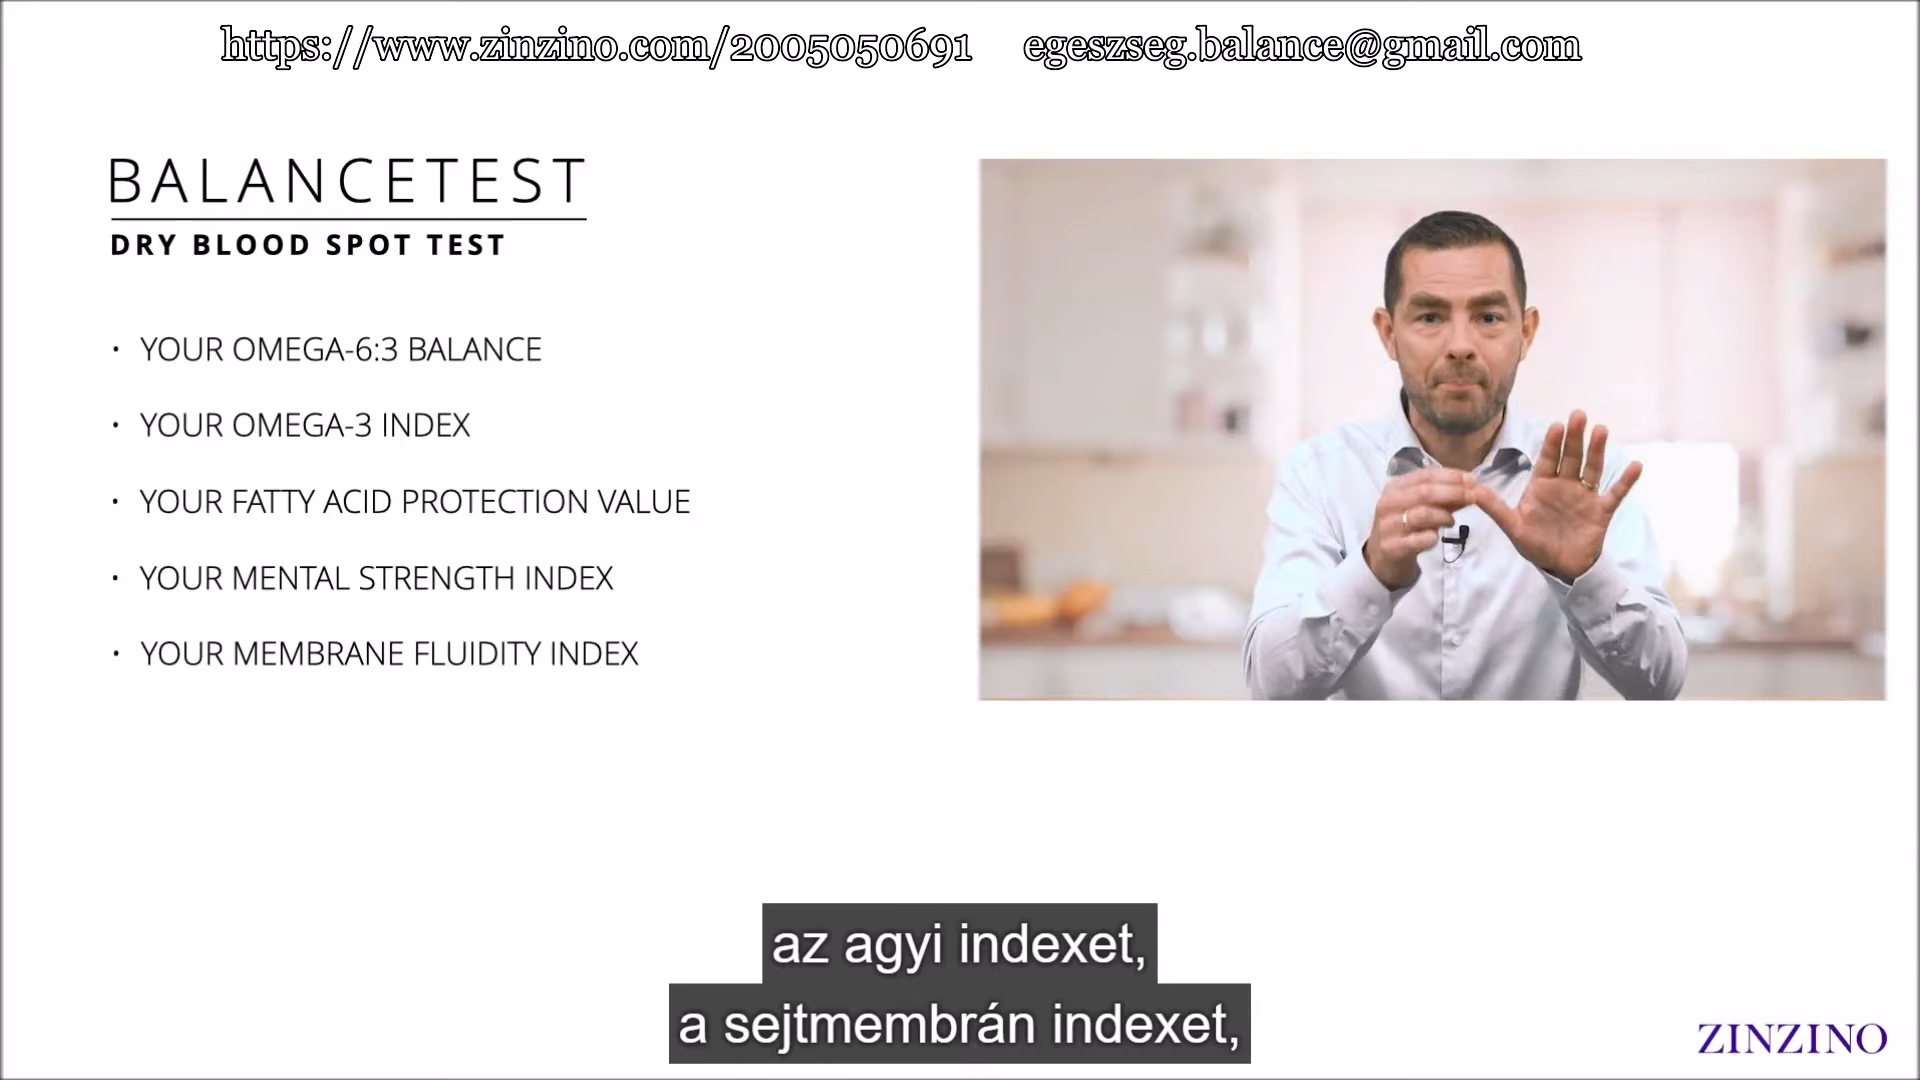 https://www.zinzino.com/2005050691 egeszseg.balance@gmail.com
BALANCETEST
DRY BLOOD SPOT TEST
· YOUR OMEGA-6:3 BALANCE
· YOUR OMEGA-3 INDEX
· YOUR FATTY ACID PROTECTION VALUE
· YOUR MENTAL STRENGTH INDEX
· YOUR MEMBRANE FLUIDITY INDEX
az agyi indexet,
a sejtmembrán indexet,
ZINZINO